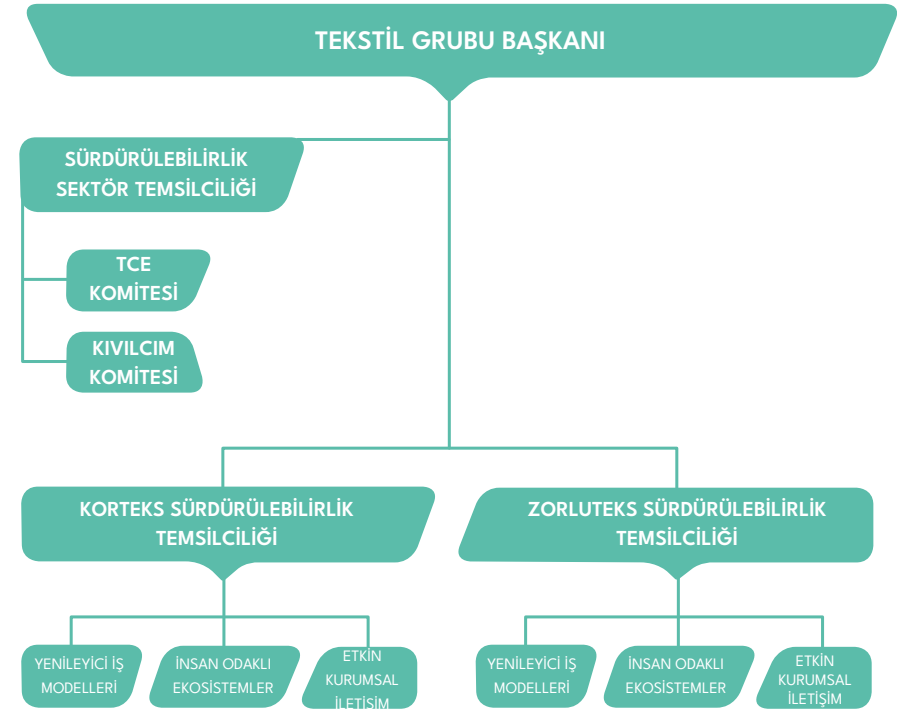 TEKSTİL GRUBU BAŞKANI
SÜRDÜRÜLEBİLİRLİK
SEKTÖR TEMSİLCİLİĞİ
TCE
KOMİTESİ
KIVILCIM
KOMİTESİ
KORTEKS SÜRDÜRÜLEBİLİRLİK
TEMSİLCİLİĞİ
YENİLEYİCİ İŞ
MODELLERİ
İNSAN ODAKLI
EKOSİSTEMLER
ETKİN
KURUMSAL
İLETİŞİM
ZORLUTEKS SÜRDÜRÜLEBİLİRLİK
TEMSİLCİLİĞİ
YENİLEYİCİ İŞ
MODELLERİ
İNSAN ODAKLI
EKOSİSTEMLER
ETKİN
KURUMSAL
İLETİŞİM